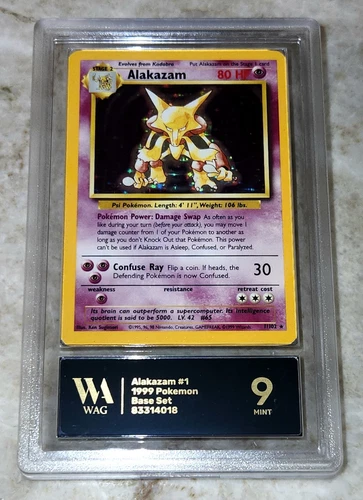 Evolves from Kadabra Put Alakazam on the Stage 1 card
STAGE 2
Alakazam 80 HP
Psi Pokémon. Length: 4' 11", Weight: 106 lbs.
Pokémon Power: Damage Swap As often as you
like during your turn (before your attack), you may move 1
damage counter from 1 of your Pokémon to another as
long as you don't Knock Out that Pokémon. This power
can't be used if Alakazam is Asleep, Confused, or Paralyzed.
Confuse Ray Flip a coin. If heads, the 30
Defending Pokémon is now Confused.
weakness resistance retreat cost
Its brain can outperform a supercomputer. Its intelligence
quotient is said to be 5000. LV. 42 #65
Illus. Ken Sugimori ©1995, 96, 98 Nintendo, Creatures, GAMEFREAK. ©1999 Wizards. 1/102 ★
WA
WAG
Alakazam #1
1999 Pokemon
Base Set
83314018
9
MINT